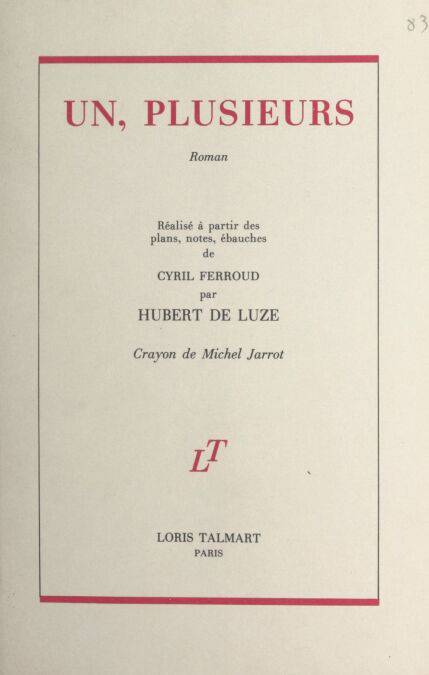 83
UN, PLUSIEURS
Roman
Réalisé à partir des
plans, notes, ébauches
de
CYRIL FERROUD
par
HUBERT DE LUZE
Crayon de Michel Jarrot
LT
LORIS TALMART
PARIS